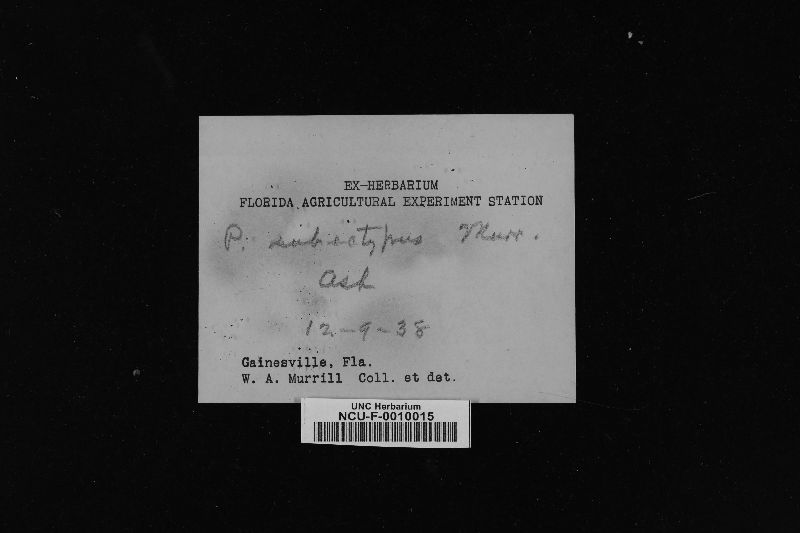 EX-HERBARIUM
FLORIDA AGRICULTURAL EXPERIMENT STATION
P. subectypus Murr.
Ash
12-9-38
Gainesville, Fla.
W. A. Murrill Coll. et det.
UNC Herbarium
NCU-F-0010015